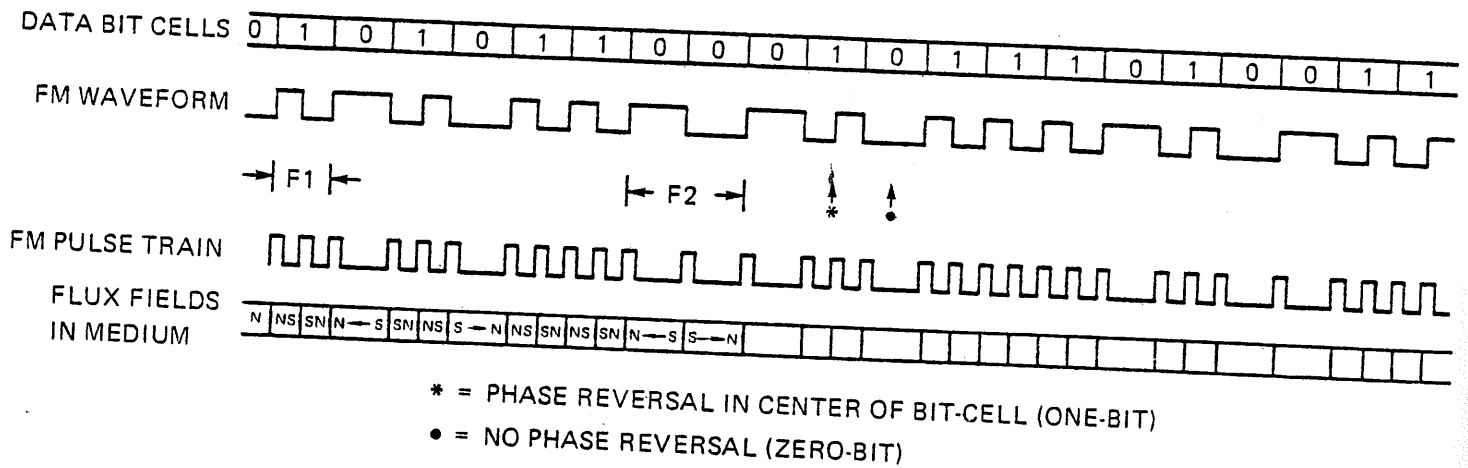 DATA BIT CELLS 0 1 0 1 0 1 1 0 0 0 1 0 1 1 1 0 1 0 0 1 1
FM WAVEFORM
F1 F2 * •
FM PULSE TRAIN
FLUX FIELDS
IN MEDIUM
N NS SN N←S SN NS S←N NS SN NS SN N←S S←N
* = PHASE REVERSAL IN CENTER OF BIT-CELL (ONE-BIT)
• = NO PHASE REVERSAL (ZERO-BIT)